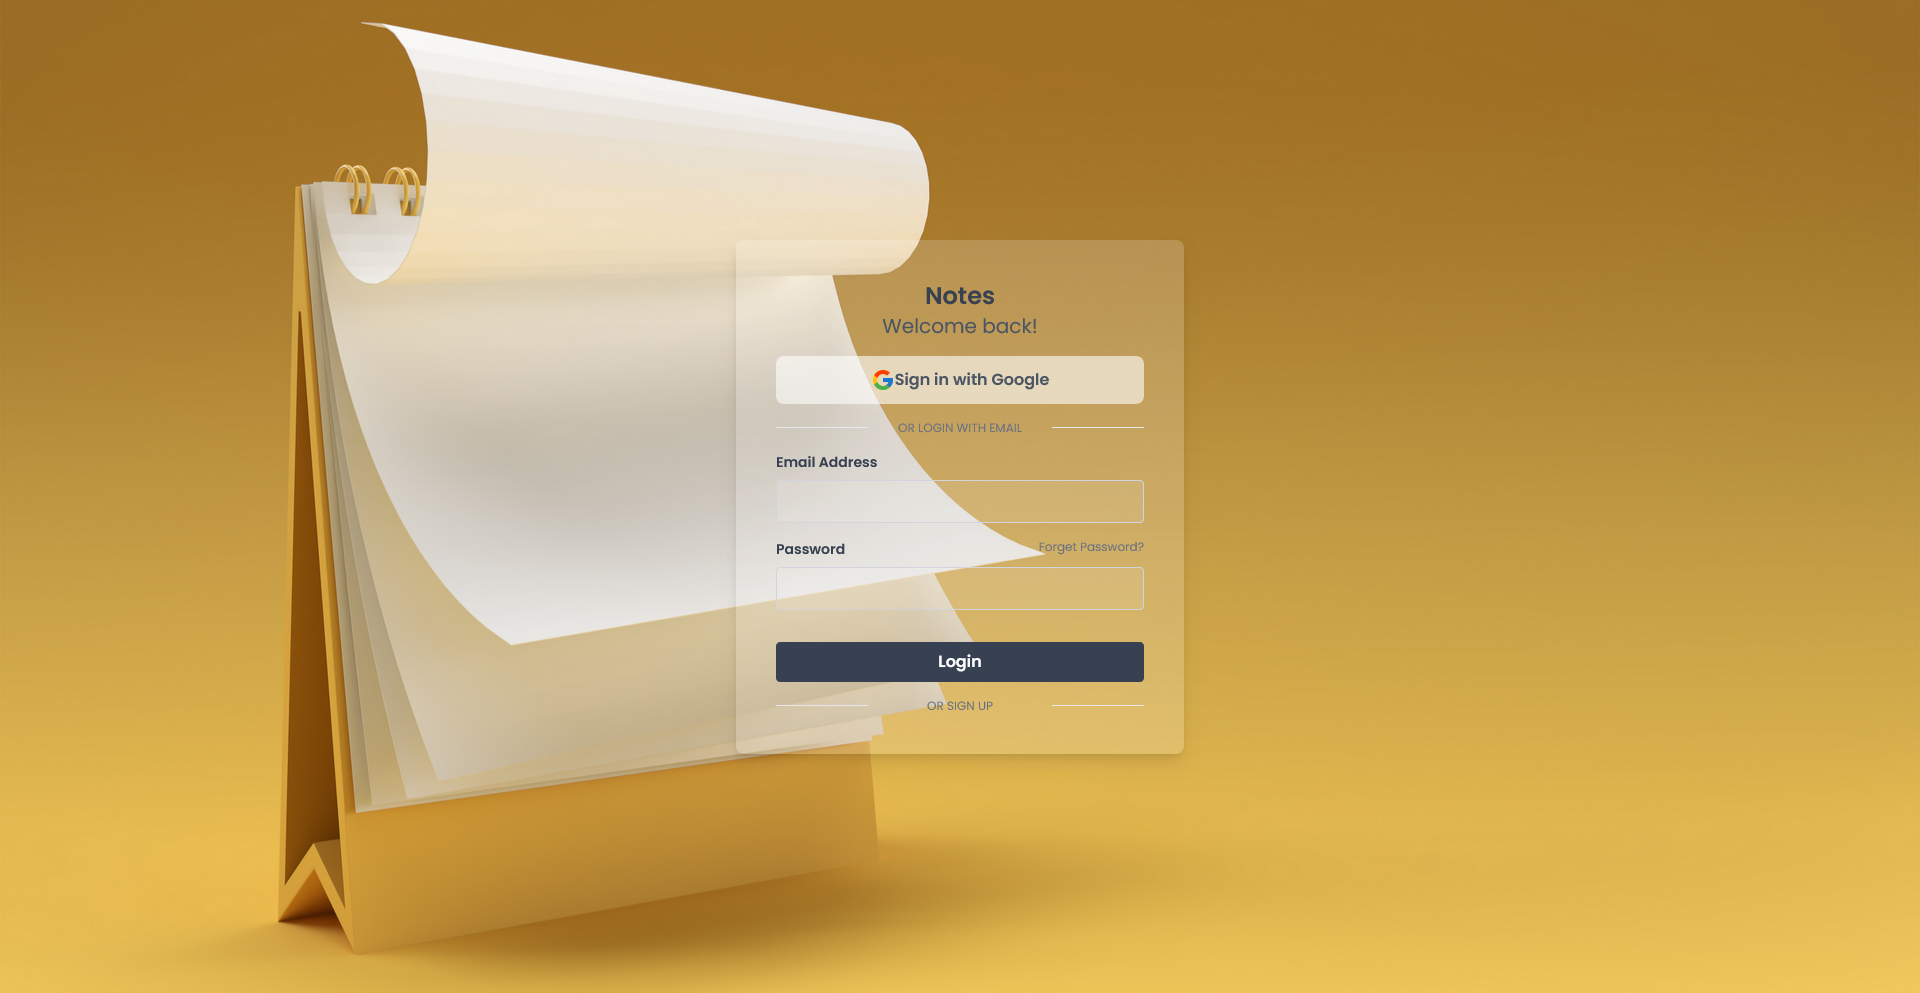 Notes
Welcome back!
Sign in with Google
OR LOGIN WITH EMAIL
Email Address
Password
Forget Password?
Login
OR SIGN UP